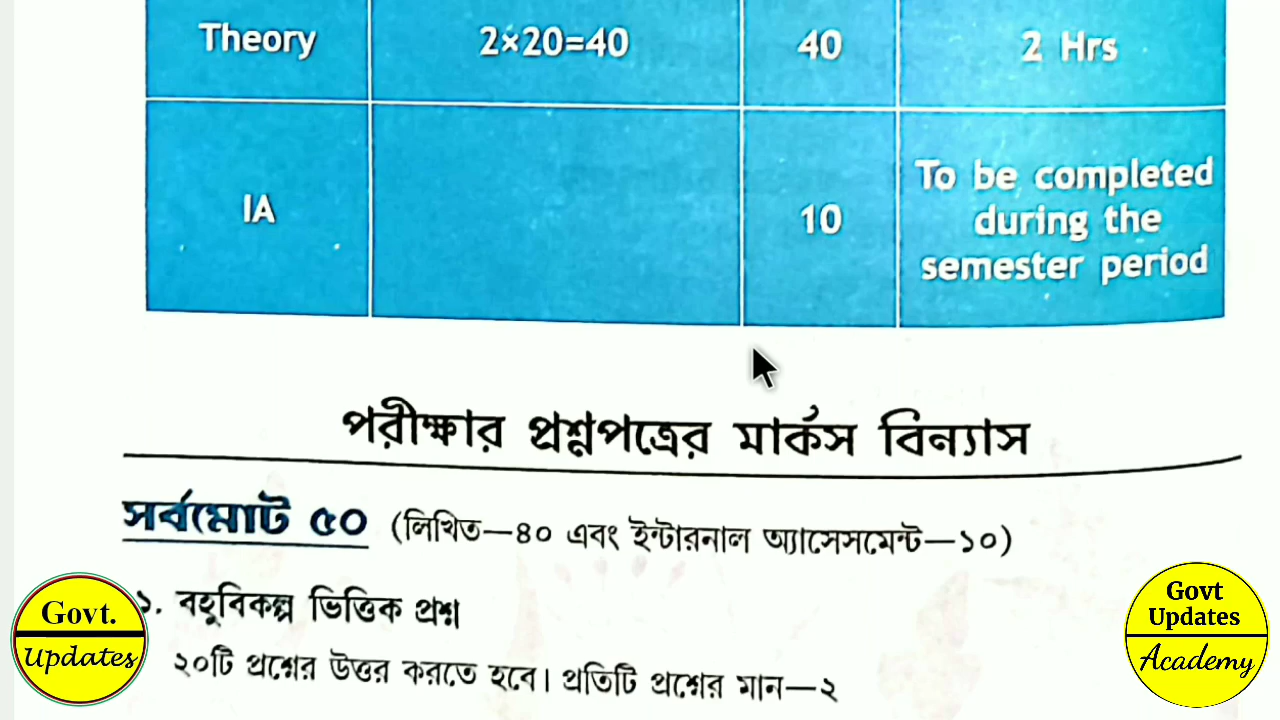 Theory 2×20=40 40 2 Hrs
IA 10 To be completed
during the
semester period
পরীক্ষার প্রশ্নপত্রের মার্কস বিন্যাস
সর্বমোট ৫০ (লিখিত—৪০ এবং ইন্টারনাল অ্যাসেসমেন্ট—১০)
১. বহুবিকল্প ভিত্তিক প্রশ্ন
২০টি প্রশ্নের উত্তর করতে হবে। প্রতিটি প্রশ্নের মান—২
Govt.
Updates
Govt
Updates
Academy